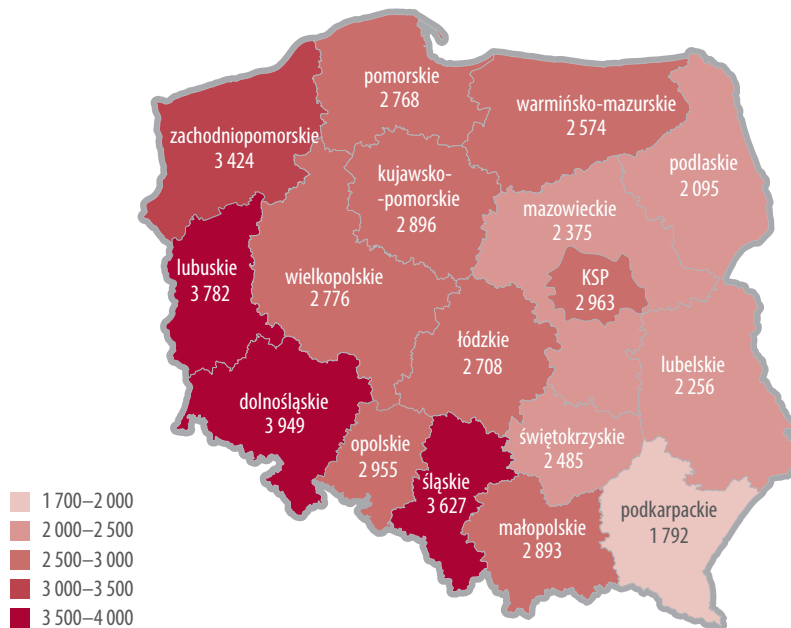 pomorskie
2 768
warmińsko-mazurskie
2 574
zachodniopomorskie
3 424
podlaskie
2 095
kujawsko-
-pomorskie
2 896
mazowieckie
2 375
lubuskie
3 782
wielkopolskie
2 776
KSP
2 963
łódzkie
2 708
lubelskie
2 256
dolnośląskie
3 949
opolskie
2 955
śląskie
3 627
świętokrzyskie
2 485
małopolskie
2 893
podkarpackie
1 792
1 700–2 000
2 000–2 500
2 500–3 000
3 000–3 500
3 500–4 000